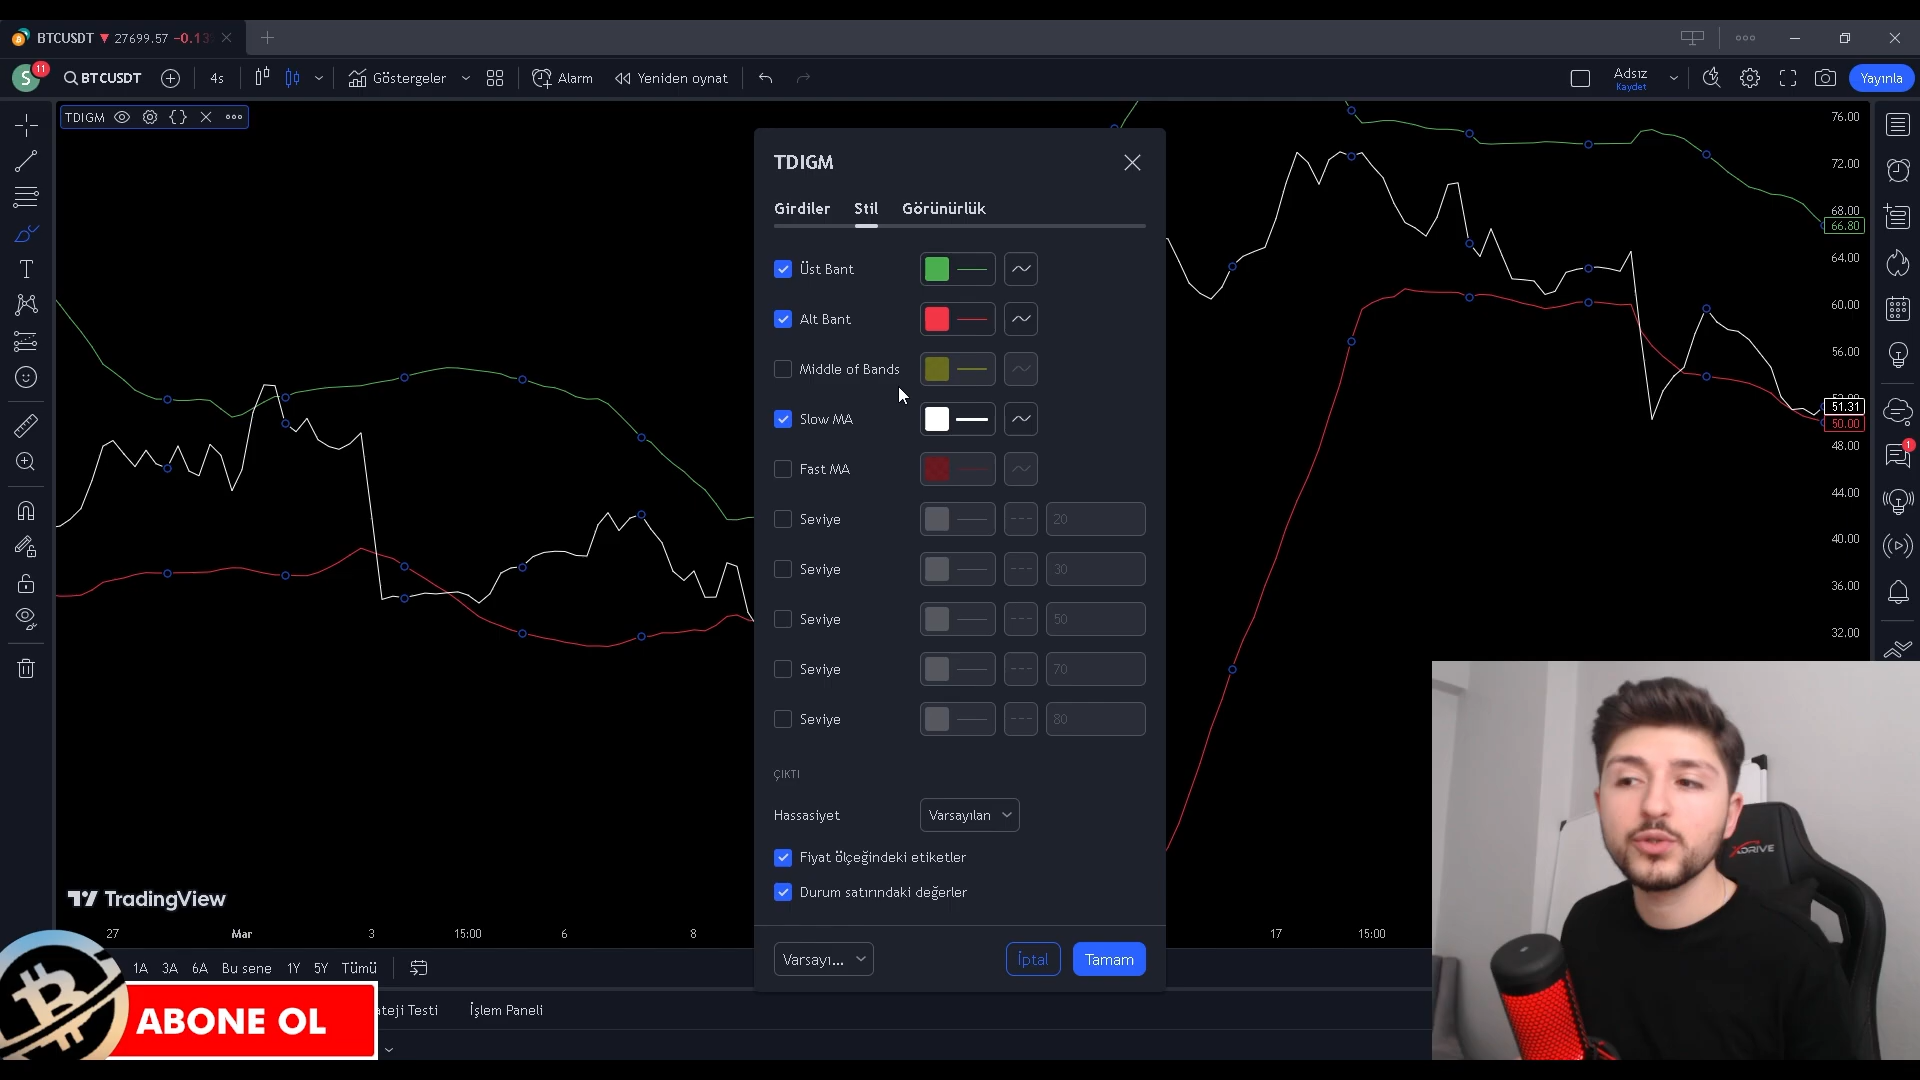 BTCUSDT ▼ 27699.57 −0.13
S 11 BTCUSDT 4s Göstergeler Alarm Yeniden oynat Adsız Kaydet Yayınla
TDIGM
TDIGM
Girdiler Stil Görünürlük
Üst Bant
Alt Bant
Middle of Bands
Slow MA
Fast MA
Seviye 20
Seviye 30
Seviye 50
Seviye 70
Seviye 80
ÇIKTI
Hassasiyet Varsayılan
Fiyat ölçeğindeki etiketler
Durum satırındaki değerler
Varsayı... İptal Tamam
76.00
72.00
68.00
66.80
64.00
60.00
56.00
51.31
50.00
48.00
44.00
40.00
36.00
32.00
1
TradingView
27 Mar 3 15:00 6 8 17 15:00
1A 3A 6A Bu sene 1Y 5Y Tümü
ateji Testi İşlem Paneli
ABONE OL
XDRIVE